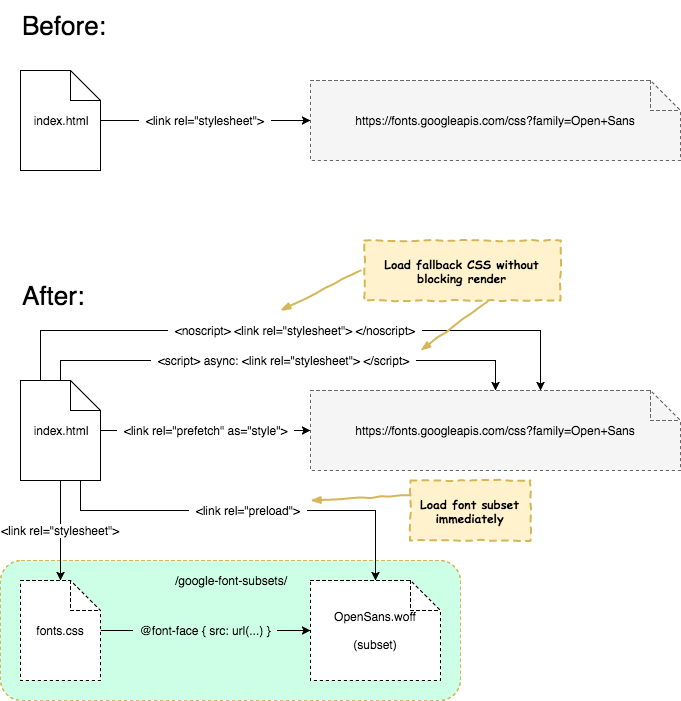 Before:
index.html
<link rel="stylesheet">
https://fonts.googleapis.com/css?family=Open+Sans
Load fallback CSS without
blocking render
After:
<noscript> <link rel="stylesheet"> </noscript>
<script> async: <link rel="stylesheet"> </script>
index.html
<link rel="prefetch" as="style">
https://fonts.googleapis.com/css?family=Open+Sans
Load font subset
immediately
<link rel="preload">
<link rel="stylesheet">
/google-font-subsets/
fonts.css
@font-face { src: url(...) }
OpenSans.woff
(subset)